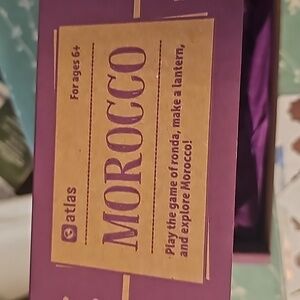 atlas
For ages 6+
MOROCCO
Play the game of ronda, make a lantern,
and explore Morocco!